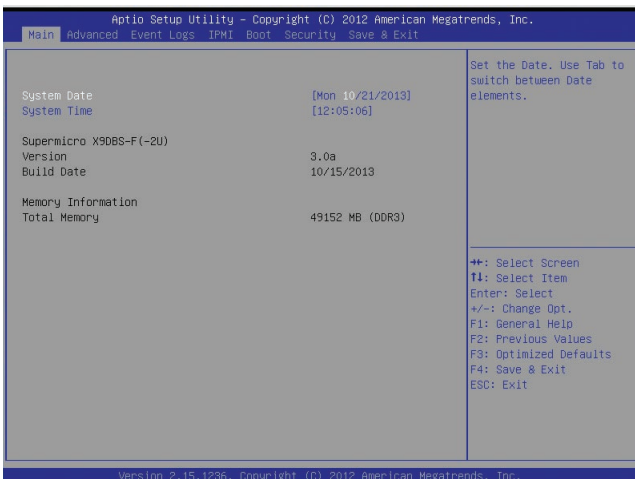 Aptio Setup Utility – Copyright (C) 2012 American Megatrends, Inc.
Main Advanced Event Logs IPMI Boot Security Save & Exit
System Date [Mon 10/21/2013]
System Time [12:05:06]
Supermicro X9DBS-F(-2U)
Version 3.0a
Build Date 10/15/2013
Memory Information
Total Memory 49152 MB (DDR3)
Set the Date. Use Tab to
switch between Date
elements.
→←: Select Screen
↑↓: Select Item
Enter: Select
+/-: Change Opt.
F1: General Help
F2: Previous Values
F3: Optimized Defaults
F4: Save & Exit
ESC: Exit
Version 2.15.1236. Copyright (C) 2012 American Megatrends, Inc.